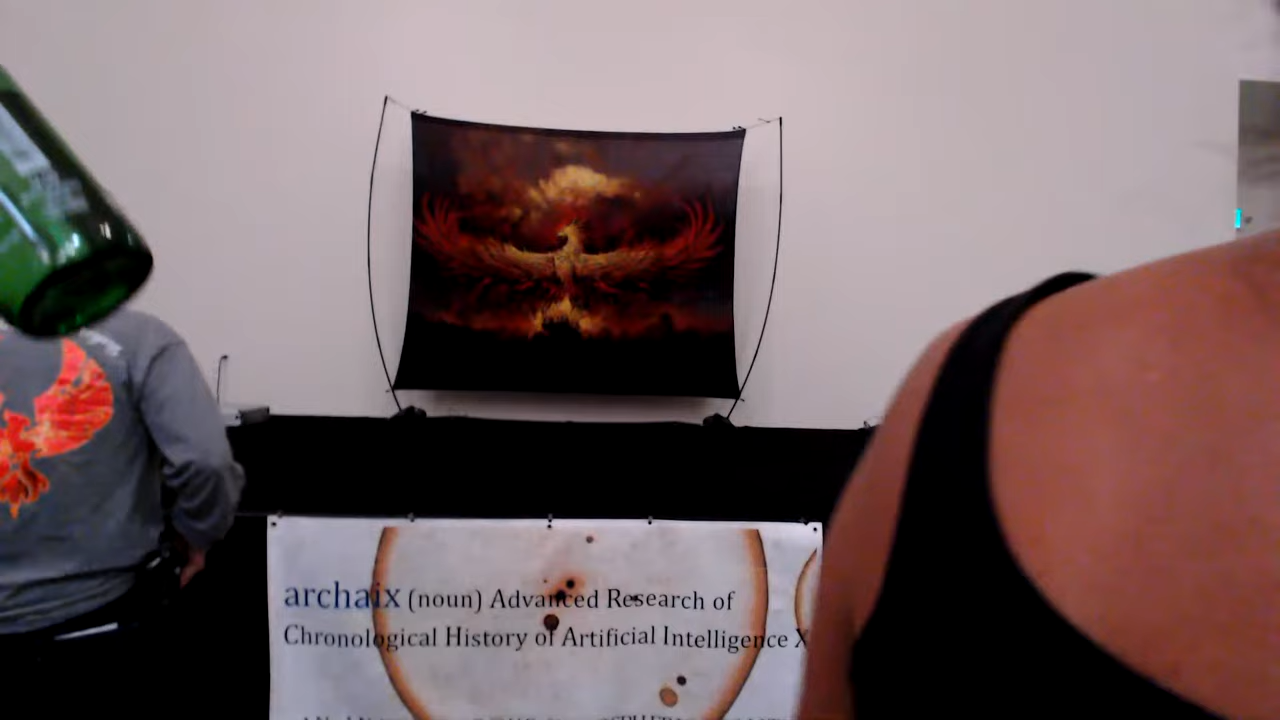 archaix (noun) Advanced Research of
Chronological History of Artificial Intelligence X